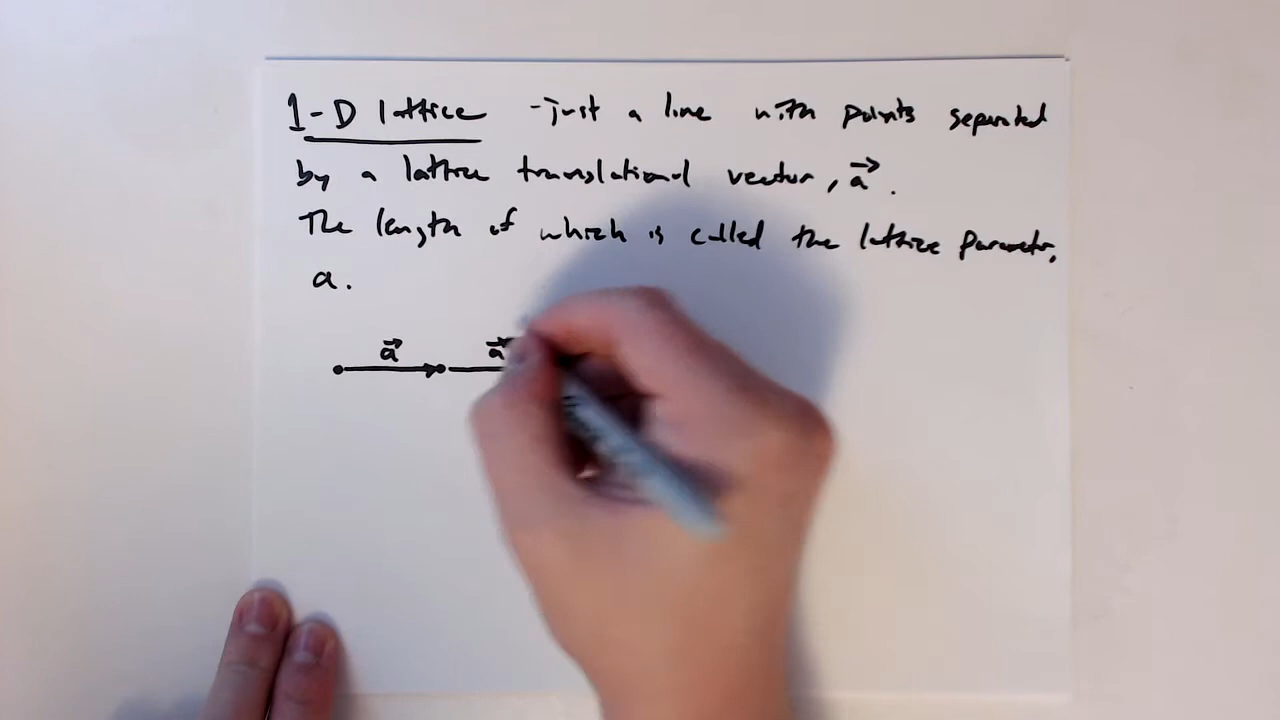 1-D lattice - just a line with points separated
by a lattice translational vector, a⃗.
The length of which is called the lattice parameter,
a.
a⃗ a⃗